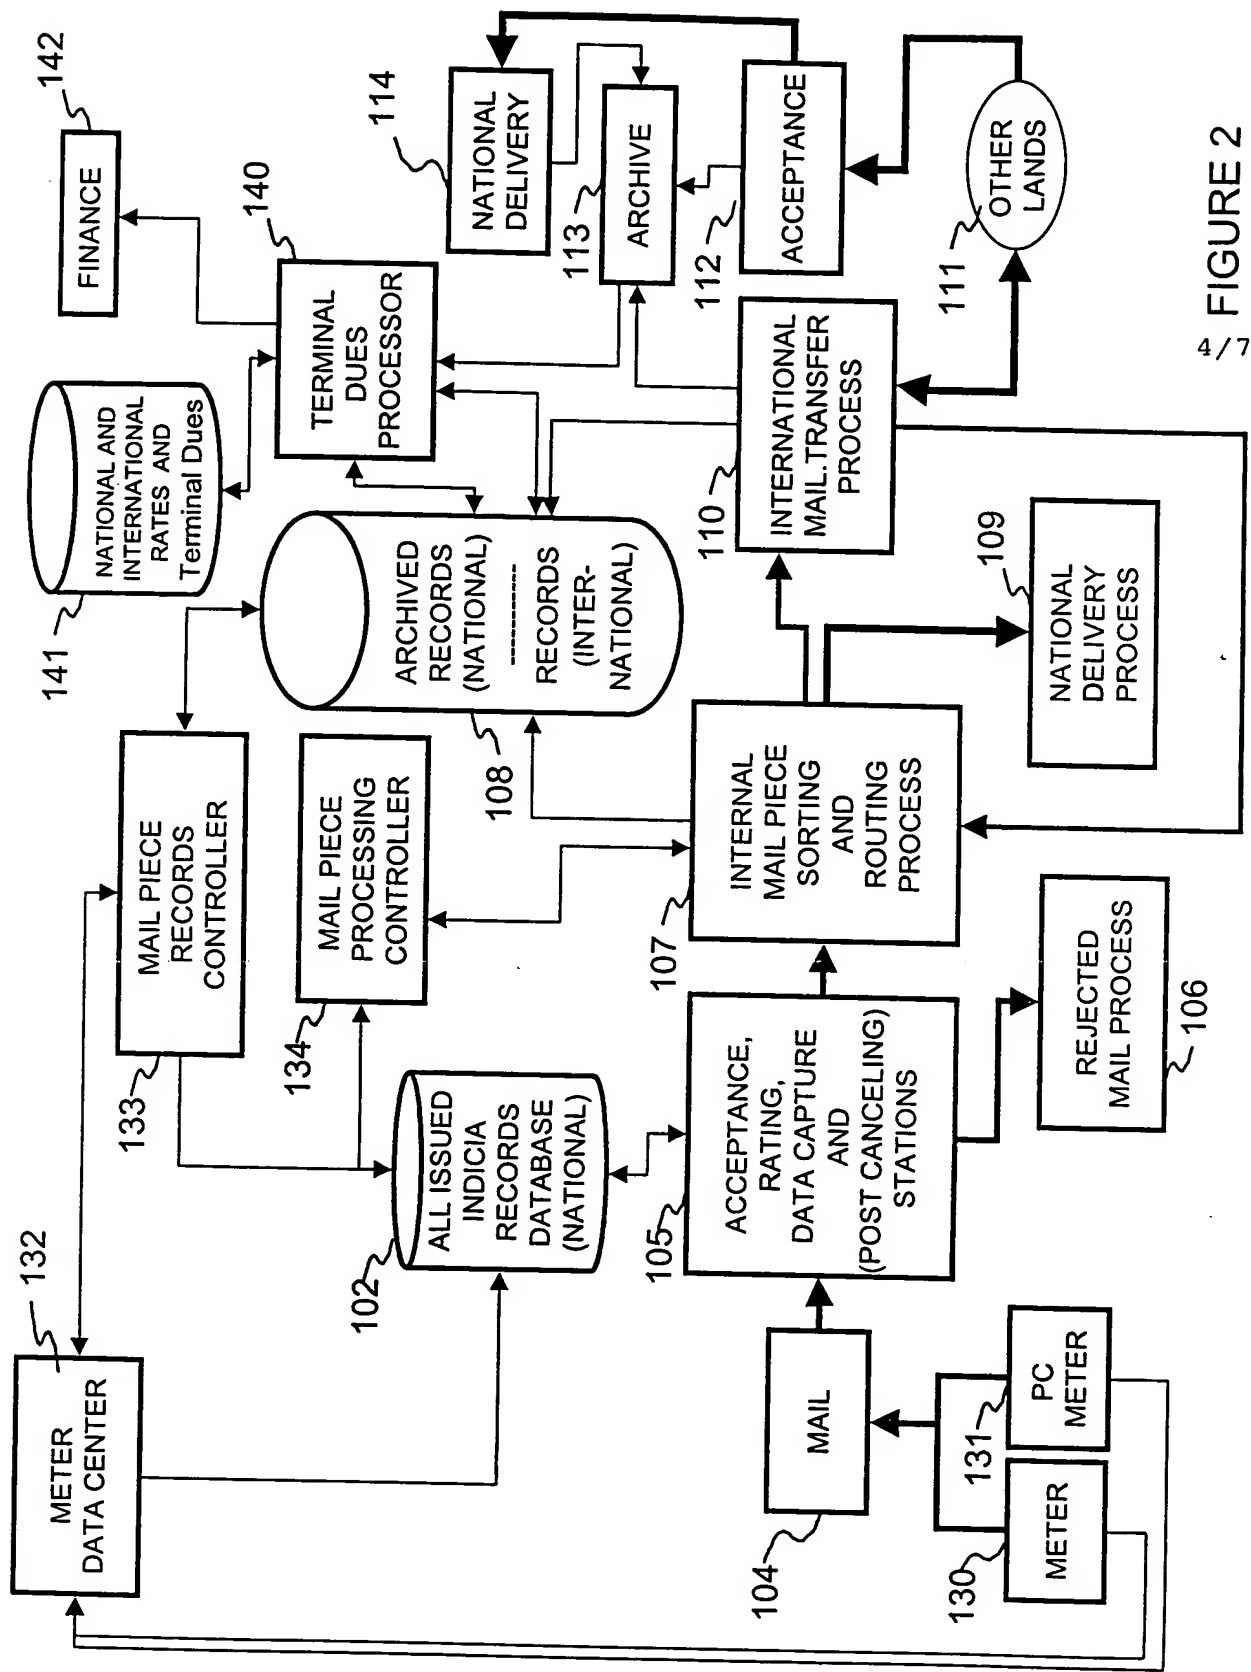 METER
DATA CENTER
132
MAIL PIECE
RECORDS
CONTROLLER
133
NATIONAL AND
INTERNATIONAL
RATES AND
Terminal Dues
141
FINANCE
142
MAIL PIECE
PROCESSING
CONTROLLER
134
ALL ISSUED
INDICIA
RECORDS
DATABASE
(NATIONAL)
102
ARCHIVED
RECORDS
(NATIONAL)
----------
RECORDS
(INTER-
NATIONAL)
108
TERMINAL
DUES
PROCESSOR
140
NATIONAL
DELIVERY
114
ARCHIVE
113
MAIL
104
ACCEPTANCE,
RATING,
DATA CAPTURE
AND
(POST CANCELING)
STATIONS
105
INTERNAL
MAIL PIECE
SORTING
AND
ROUTING
PROCESS
107
INTERNATIONAL
MAIL.TRANSFER
PROCESS
110
ACCEPTANCE
112
METER
130
PC
METER
131
REJECTED
MAIL PROCESS
106
NATIONAL
DELIVERY
PROCESS
109
OTHER
LANDS
111
FIGURE 2
4/7